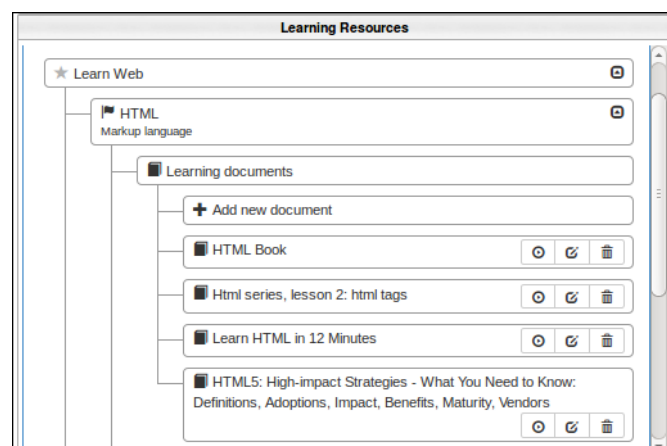 Learning Resources
Learn Web
HTML
Markup language
Learning documents
Add new document
HTML Book
Html series, lesson 2: html tags
Learn HTML in 12 Minutes
HTML5: High-impact Strategies - What You Need to Know:
Definitions, Adoptions, Impact, Benefits, Maturity, Vendors